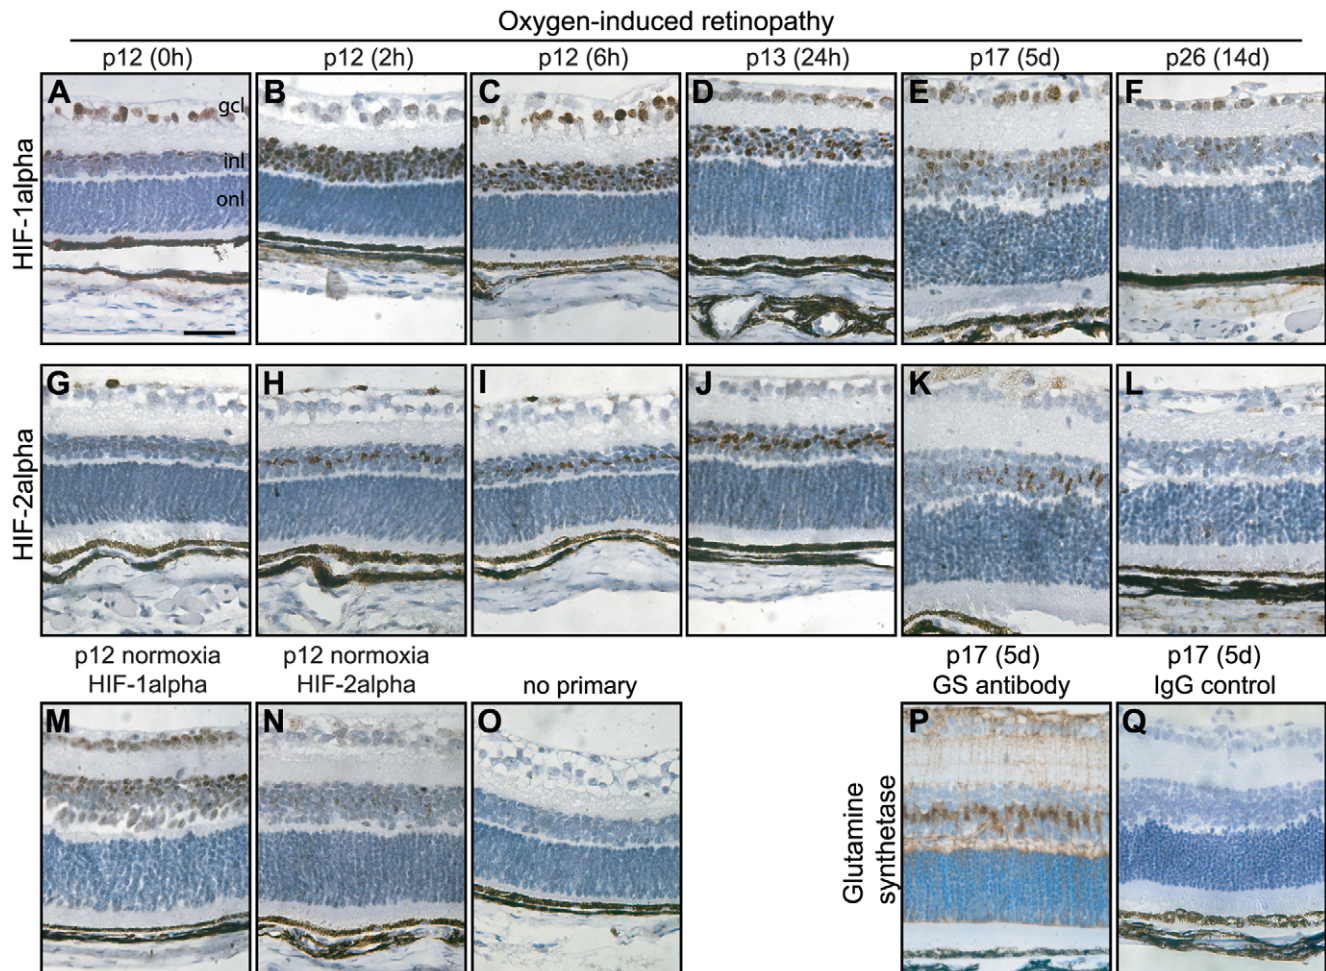 Oxygen-induced retinopathy
p12 (0h) p12 (2h) p12 (6h) p13 (24h) p17 (5d) p26 (14d)
HIF-1alpha
A B C D E F
gcl
inl
onl
HIF-2alpha
G H I J K L
p12 normoxia p12 normoxia p17 (5d) p17 (5d)
HIF-1alpha HIF-2alpha no primary GS antibody IgG control
M N O P Q
Glutamine
synthetase